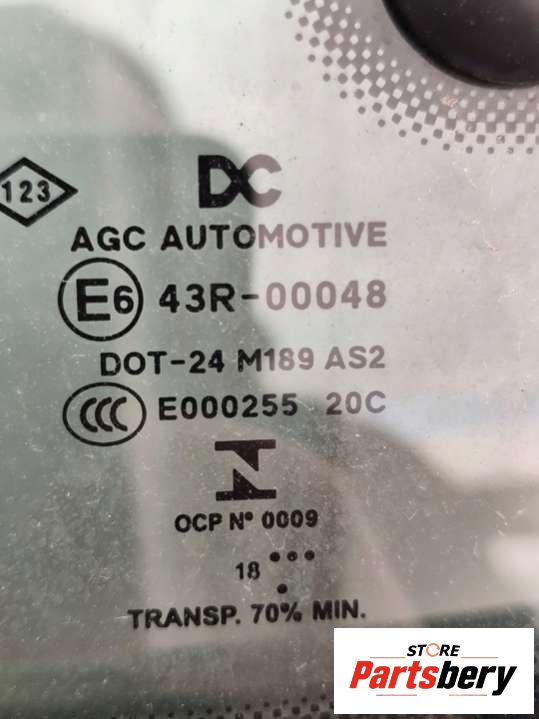 DC
123
AGC AUTOMOTIVE
E6 43R-00048
DOT-24 M189 AS2
CCC E000255 20C
OCP Nº 0009
18
TRANSP. 70% MIN.
STORE
Partsbery